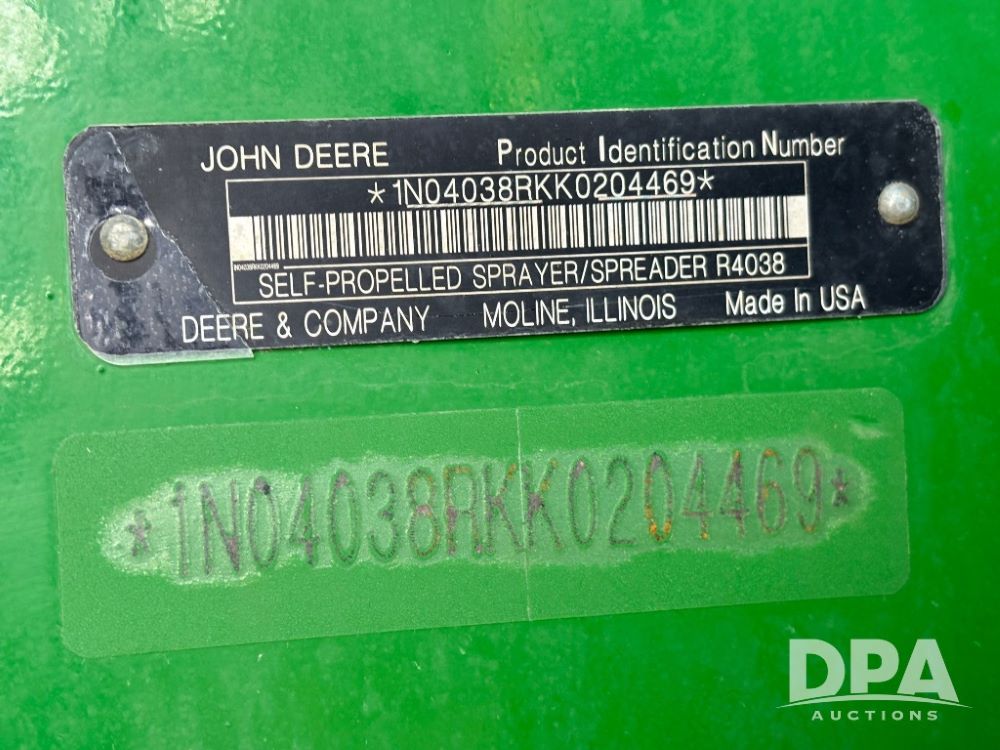 JOHN DEERE Product Identification Number
*1N04038RKK0204469*
1N04038RKK0204469
SELF-PROPELLED SPRAYER/SPREADER R4038
DEERE & COMPANY MOLINE, ILLINOIS Made In USA
*1N04038RKK0204469*
DPA
AUCTIONS